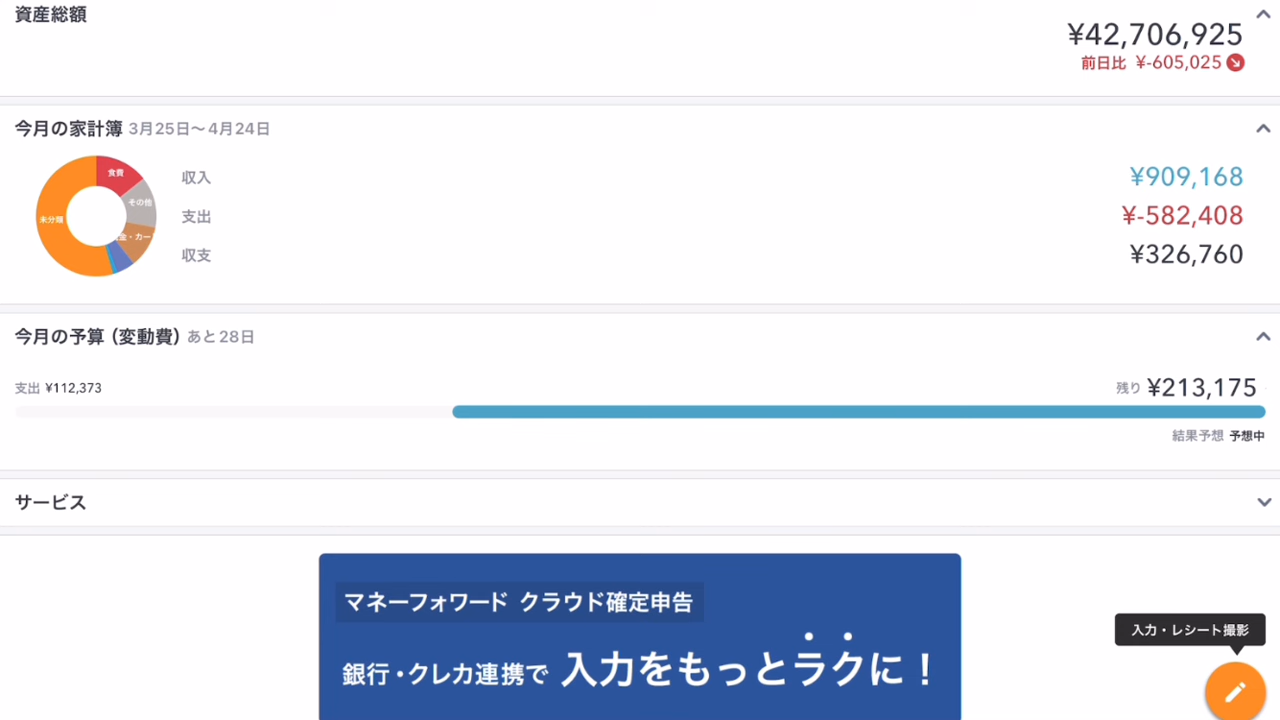 資産総額
¥42,706,925
前日比 ¥-605,025
今月の家計簿 3月25日〜4月24日
食費
その他
未分類
金・カー
収入 ¥909,168
支出 ¥-582,408
収支 ¥326,760
今月の予算（変動費） あと28日
支出 ¥112,373 残り ¥213,175
結果予想 予想中
サービス
マネーフォワード クラウド確定申告
銀行・クレカ連携で 入力をもっとラクに！
入力・レシート撮影